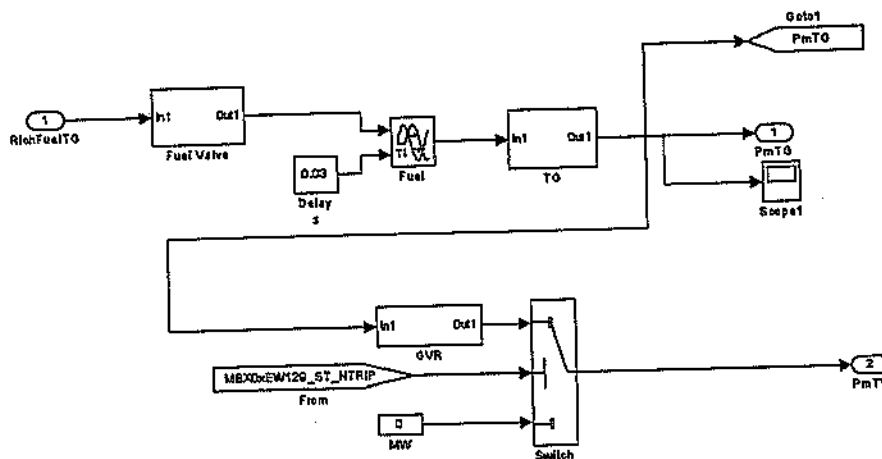 Goto1
PmTG
1
RichFuelTG
In1 Out1
Fuel Valve
0.03
Delay
s
Fuel
In1 Out1
TG
1
PmTG
Scope1
In1 Out1
GVR
MBX0xEW129_ST_NTRIP
From
0
MW
Switch
2